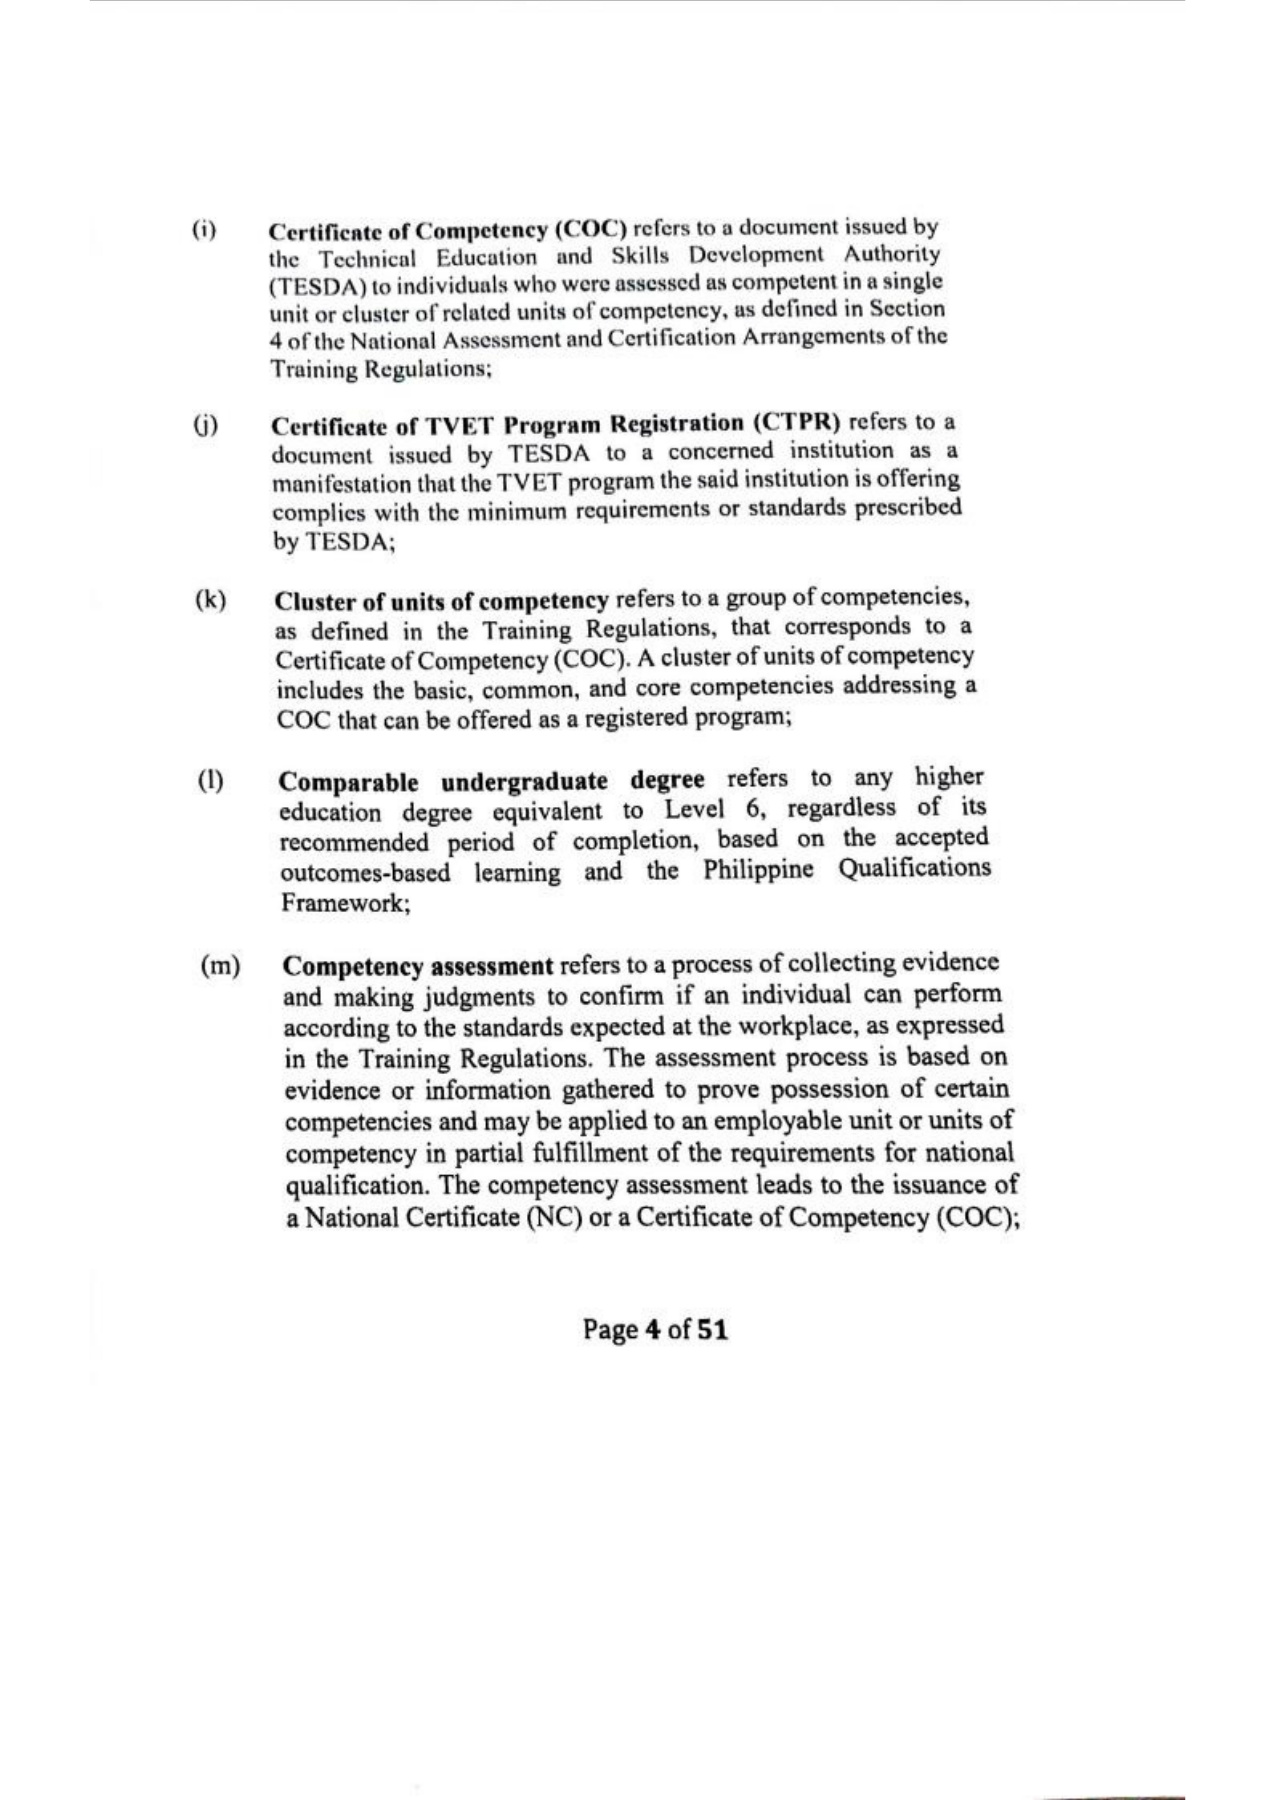 (i) Certificate of Competency (COC) refers to a document issued by
the Technical Education and Skills Development Authority
(TESDA) to individuals who were assessed as competent in a single
unit or cluster of related units of competency, as defined in Section
4 of the National Assessment and Certification Arrangements of the
Training Regulations;
(j) Certificate of TVET Program Registration (CTPR) refers to a
document issued by TESDA to a concerned institution as a
manifestation that the TVET program the said institution is offering
complies with the minimum requirements or standards prescribed
by TESDA;
(k) Cluster of units of competency refers to a group of competencies,
as defined in the Training Regulations, that corresponds to a
Certificate of Competency (COC). A cluster of units of competency
includes the basic, common, and core competencies addressing a
COC that can be offered as a registered program;
(l) Comparable undergraduate degree refers to any higher
education degree equivalent to Level 6, regardless of its
recommended period of completion, based on the accepted
outcomes-based learning and the Philippine Qualifications
Framework;
(m) Competency assessment refers to a process of collecting evidence
and making judgments to confirm if an individual can perform
according to the standards expected at the workplace, as expressed
in the Training Regulations. The assessment process is based on
evidence or information gathered to prove possession of certain
competencies and may be applied to an employable unit or units of
competency in partial fulfillment of the requirements for national
qualification. The competency assessment leads to the issuance of
a National Certificate (NC) or a Certificate of Competency (COC);
Page 4 of 51